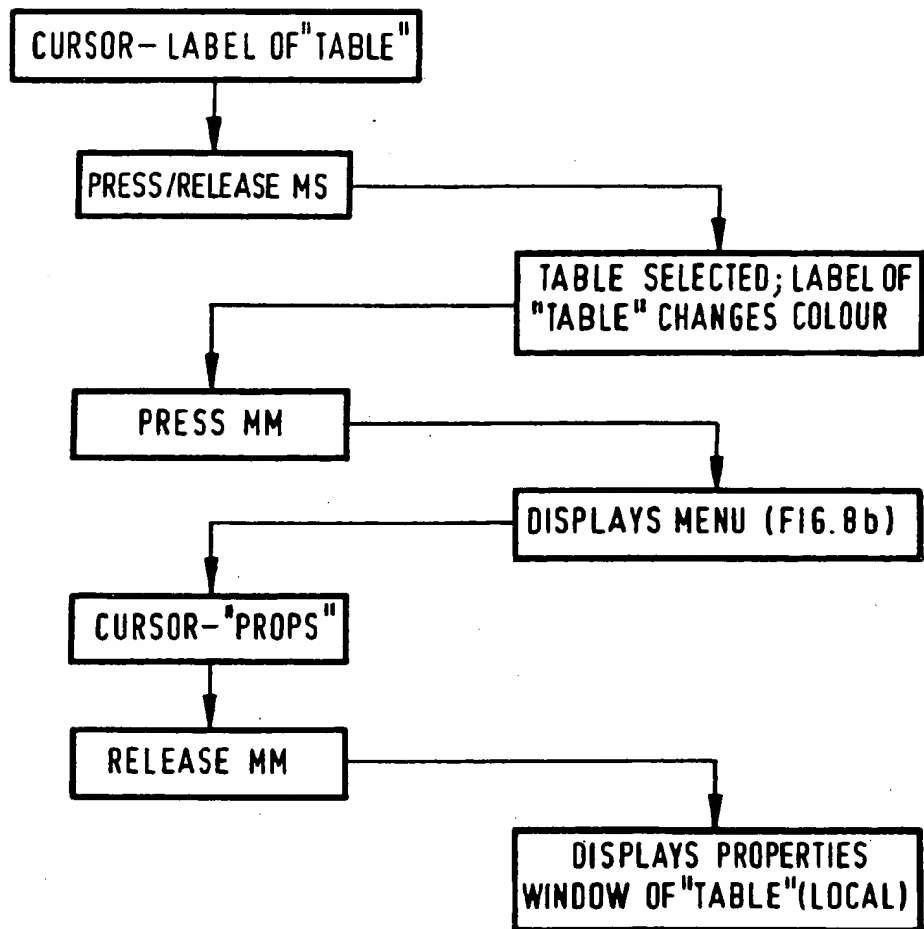 CURSOR- LABEL OF "TABLE"
PRESS/RELEASE MS
TABLE SELECTED; LABEL OF
"TABLE" CHANGES COLOUR
PRESS MM
DISPLAYS MENU (FIG. 8b)
CURSOR-"PROPS"
RELEASE MM
DISPLAYS PROPERTIES
WINDOW OF "TABLE" (LOCAL)